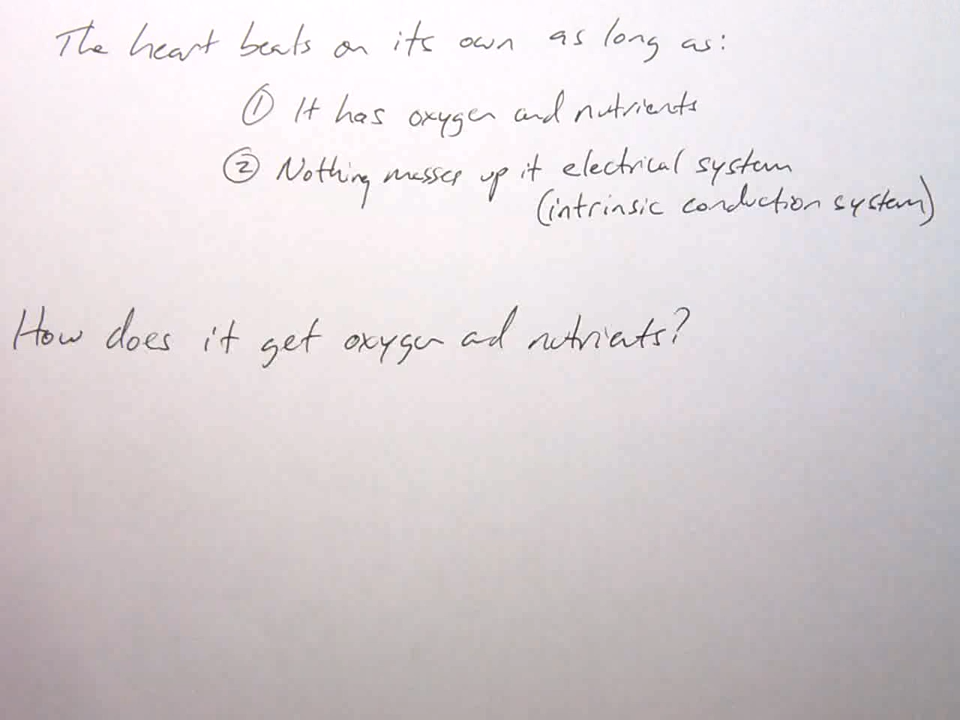 The heart beats on its own as long as:
① It has oxygen and nutrients
② Nothing messes up it electrical system
(intrinsic conduction system)
How does it get oxygen ad nutrients?